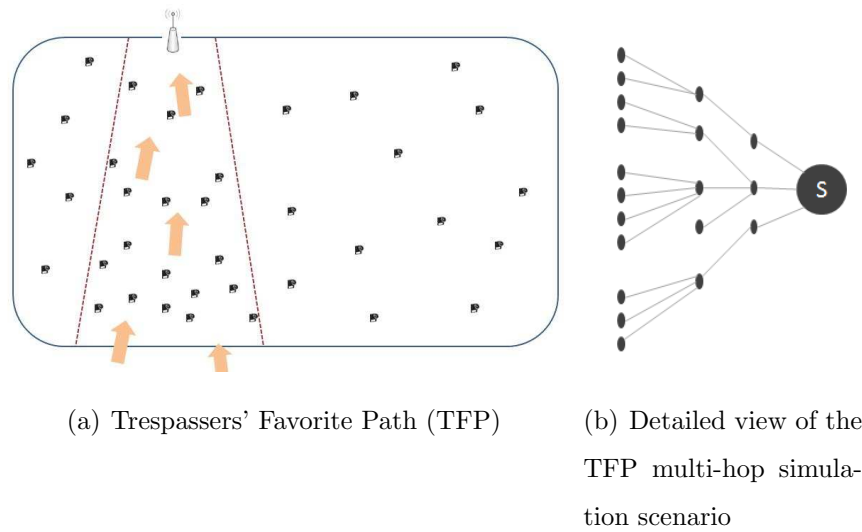 S
(a) Trespassers' Favorite Path (TFP)
(b) Detailed view of the
TFP multi-hop simula-
tion scenario